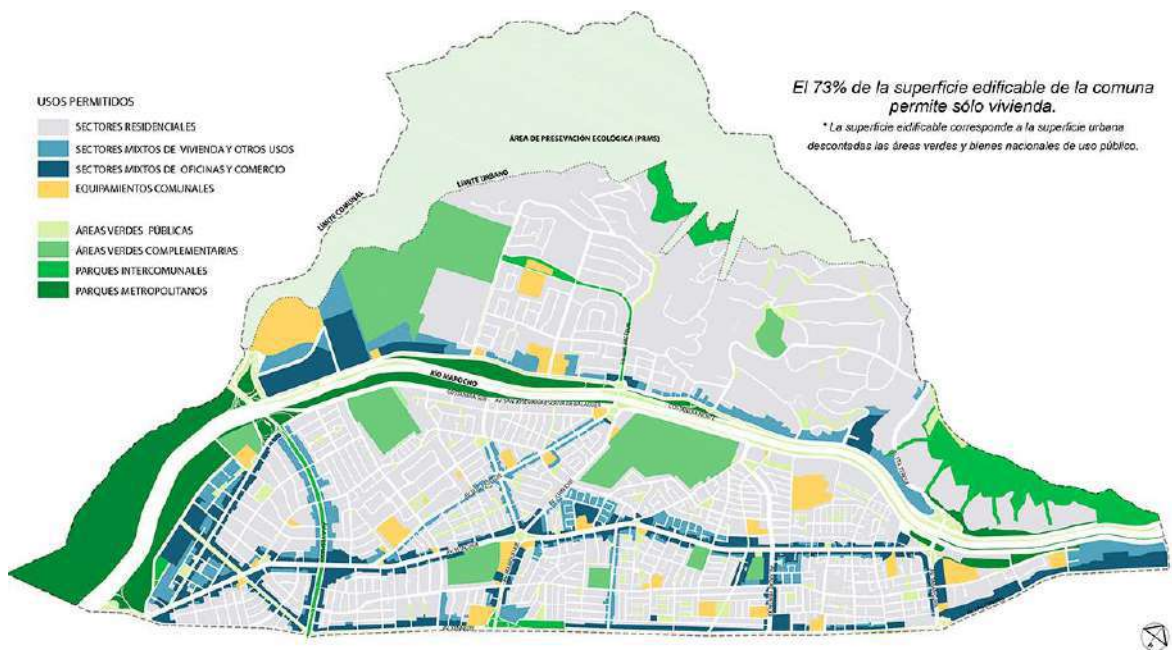 El 73% de la superficie edificable de la comuna
permite sólo vivienda.
* La superficie eidificable corresponde a la superficie urbana
descontadas las áreas verdes y bienes nacionales de uso público.
USOS PERMITIDOS
SECTORES RESIDENCIALES
SECTORES MIXTOS DE VIVIENDA Y OTROS USOS
SECTORES MIXTOS DE OFICINAS Y COMERCIO
EQUIPAMIENTOS COMUNALES
ÁREAS VERDES PÚBLICAS
ÁREAS VERDES COMPLEMENTARIAS
PARQUES INTERCOMUNALES
PARQUES METROPOLITANOS
ÁREA DE PRESEVACIÓN ECOLÓGICA (PRMS)
LÍMITE URBANO
LÍMITE COMUNAL
RÍO MAPOCHO